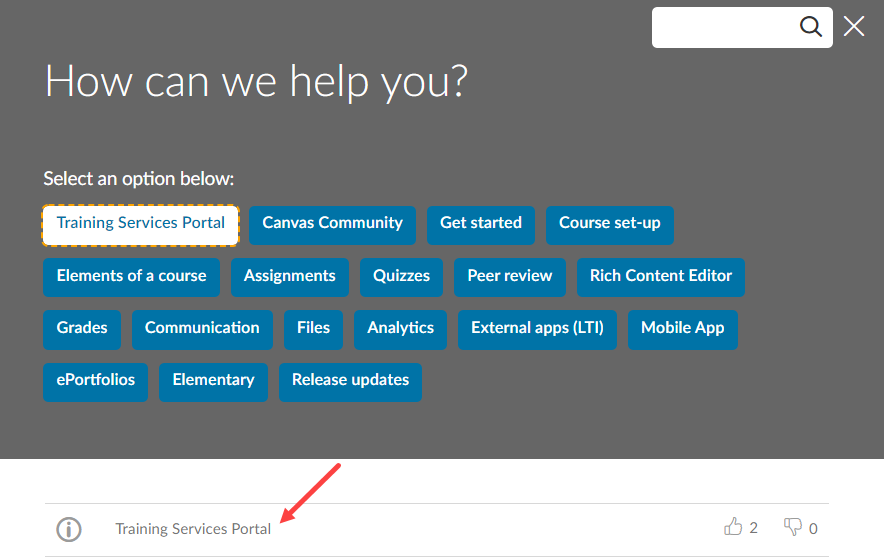 How can we help you?
Select an option below:
Training Services Portal Canvas Community Get started Course set-up
Elements of a course Assignments Quizzes Peer review Rich Content Editor
Grades Communication Files Analytics External apps (LTI) Mobile App
ePortfolios Elementary Release updates
Training Services Portal 2 0